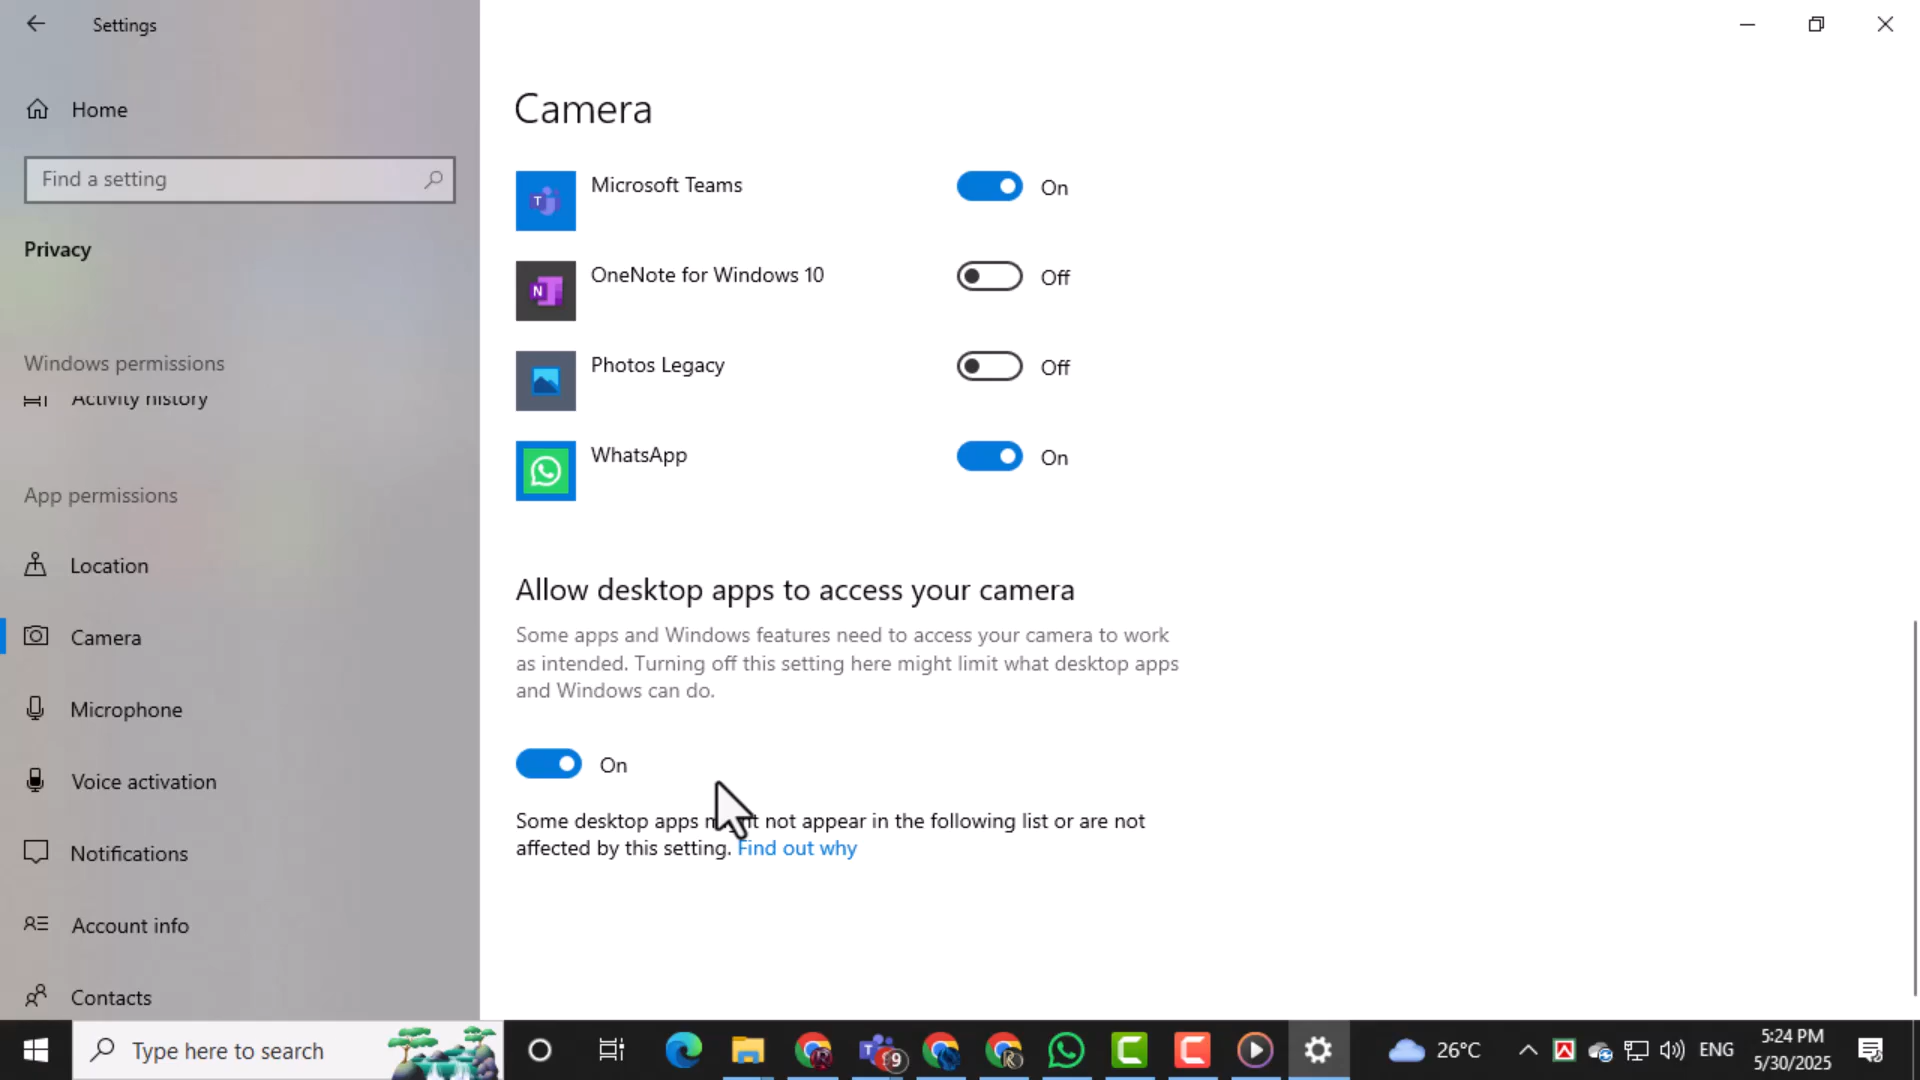 Settings
Home
Find a setting
Privacy
Windows permissions
Activity history
App permissions
Location
Camera
Microphone
Voice activation
Notifications
Account info
Contacts
Camera
Microsoft Teams
On
OneNote for Windows 10
Off
Photos Legacy
Off
WhatsApp
On
Allow desktop apps to access your camera
Some apps and Windows features need to access your camera to work
as intended. Turning off this setting here might limit what desktop apps
and Windows can do.
On
Some desktop apps might not appear in the following list or are not
affected by this setting. Find out why
Type here to search
9
26°C
ENG
5:24 PM
5/30/2025